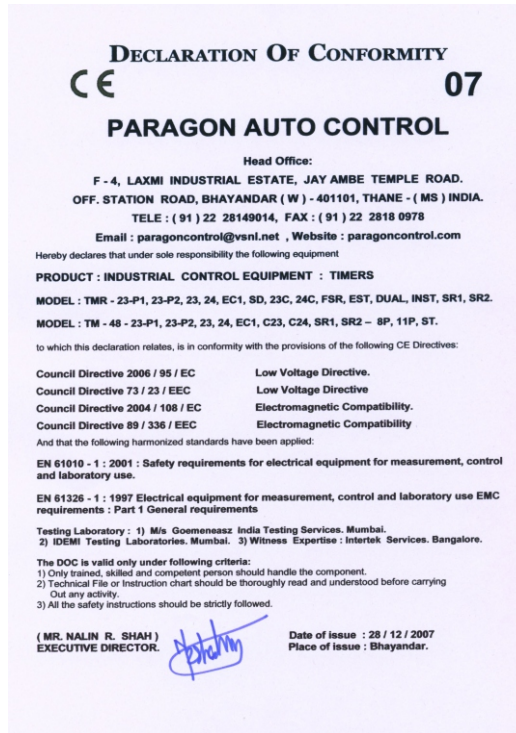 DECLARATION OF CONFORMITY
CE 07
PARAGON AUTO CONTROL
Head Office:
F - 4, LAXMI INDUSTRIAL ESTATE, JAY AMBE TEMPLE ROAD.
OFF. STATION ROAD, BHAYANDAR ( W ) - 401101, THANE - ( MS ) INDIA.
TELE : ( 91 ) 22 28149014, FAX : ( 91 ) 22 2818 0978
Email : paragoncontrol@vsnl.net , Website : paragoncontrol.com
Hereby declares that under sole responsibility the following equipment
PRODUCT : INDUSTRIAL CONTROL EQUIPMENT : TIMERS
MODEL : TMR - 23-P1, 23-P2, 23, 24, EC1, SD, 23C, 24C, FSR, EST, DUAL, INST, SR1, SR2.
MODEL : TM - 48 - 23-P1, 23-P2, 23, 24, EC1, C23, C24, SR1, SR2 – 8P, 11P, ST.
to which this declaration relates, is in conformity with the provisions of the following CE Directives:
Council Directive 2006 / 95 / EC Low Voltage Directive.
Council Directive 73 / 23 / EEC Low Voltage Directive
Council Directive 2004 / 108 / EC Electromagnetic Compatibility.
Council Directive 89 / 336 / EEC Electromagnetic Compatibility
And that the following harmonized standards have been applied:
EN 61010 - 1 : 2001 : Safety requirements for electrical equipment for measurement, control
and laboratory use.
EN 61326 - 1 : 1997 Electrical equipment for measurement, control and laboratory use EMC
requirements : Part 1 General requirements
Testing Laboratory : 1) M/s Goemeneasz India Testing Services. Mumbai.
2) IDEMI Testing Laboratories. Mumbai. 3) Witness Expertise : Intertek Services. Bangalore.
The DOC is valid only under following criteria:
1) Only trained, skilled and competent person should handle the component.
2) Technical File or Instruction chart should be thoroughly read and understood before carrying
Out any activity.
3) All the safety instructions should be strictly followed.
( MR. NALIN R. SHAH ) Date of issue : 28 / 12 / 2007
EXECUTIVE DIRECTOR. Place of issue : Bhayandar.